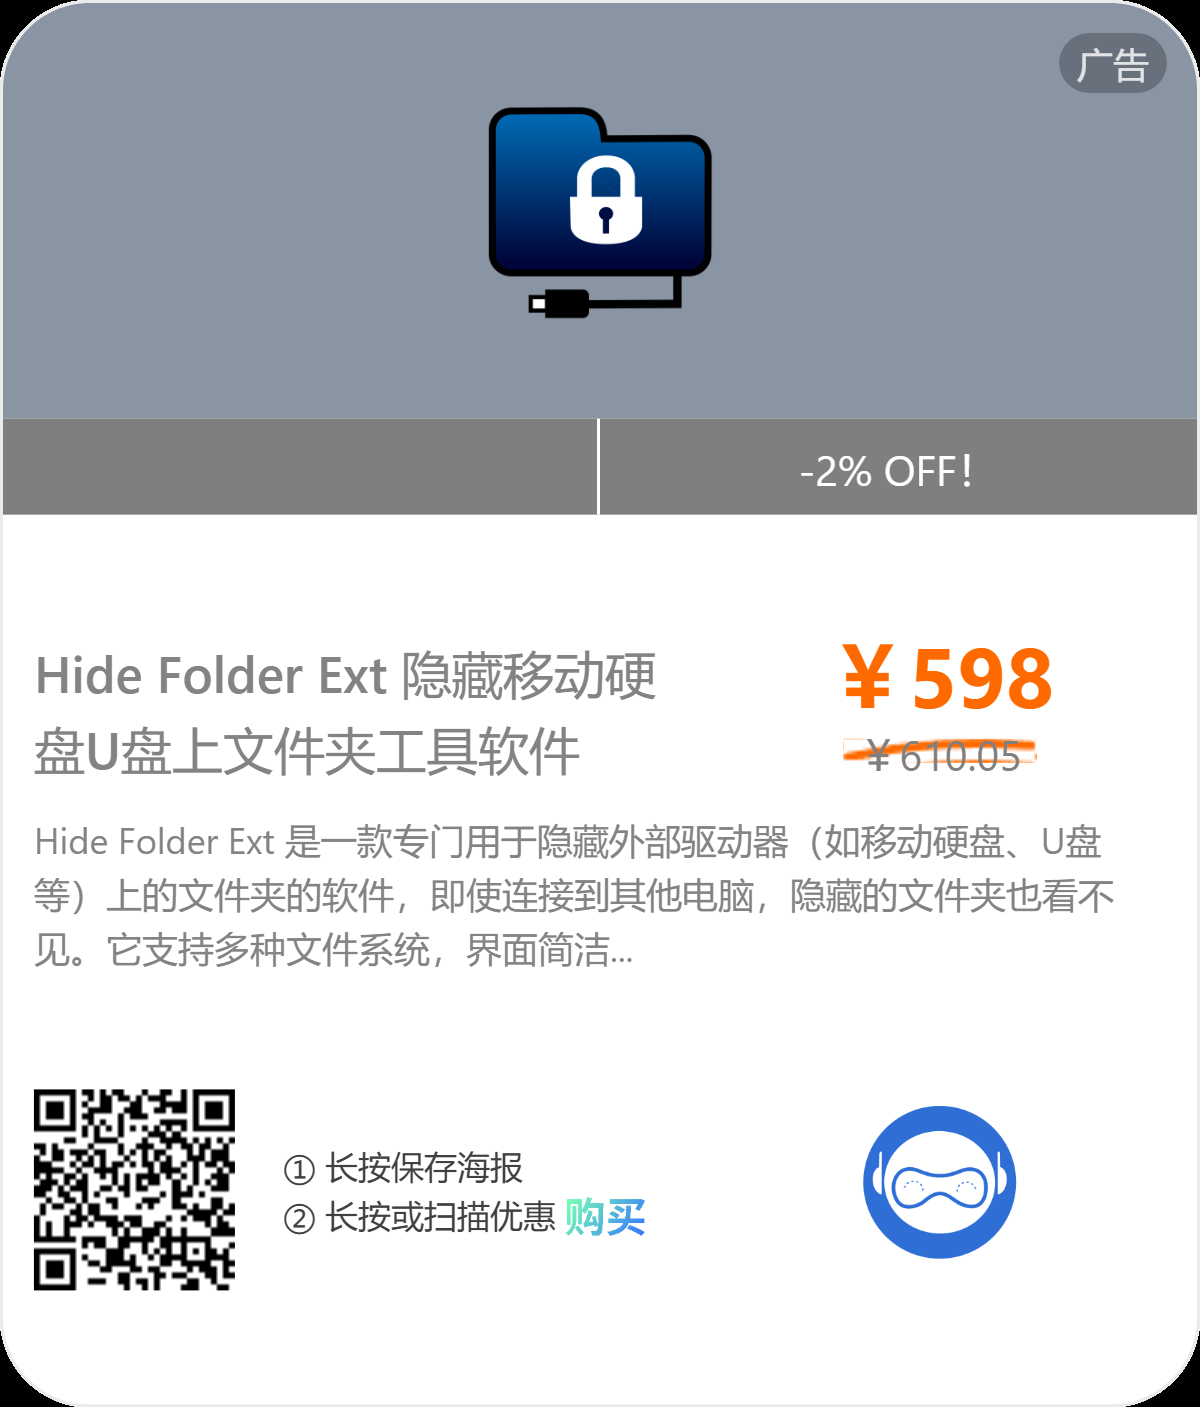 广告
-2% OFF!
Hide Folder Ext 隐藏移动硬
盘U盘上文件夹工具软件
¥ 598
¥ 610.05
Hide Folder Ext 是一款专门用于隐藏外部驱动器（如移动硬盘、U盘
等）上的文件夹的软件，即使连接到其他电脑，隐藏的文件夹也看不
见。它支持多种文件系统，界面简洁...
① 长按保存海报
② 长按或扫描优惠 购买